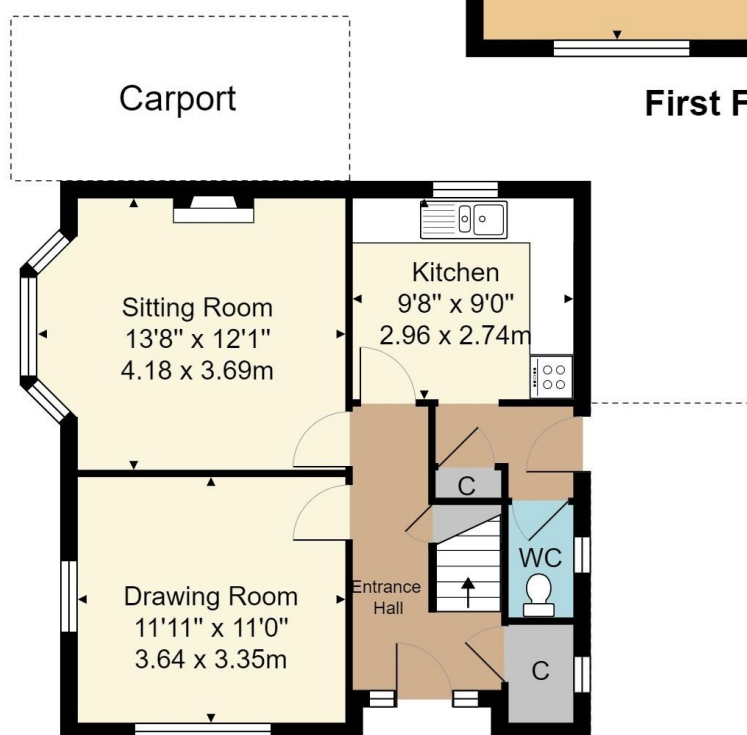 Carport
First F
Sitting Room
13'8" x 12'1"
4.18 x 3.69m
Kitchen
9'8" x 9'0"
2.96 x 2.74m
C
WC
Drawing Room
11'11" x 11'0"
3.64 x 3.35m
Entrance
Hall
C